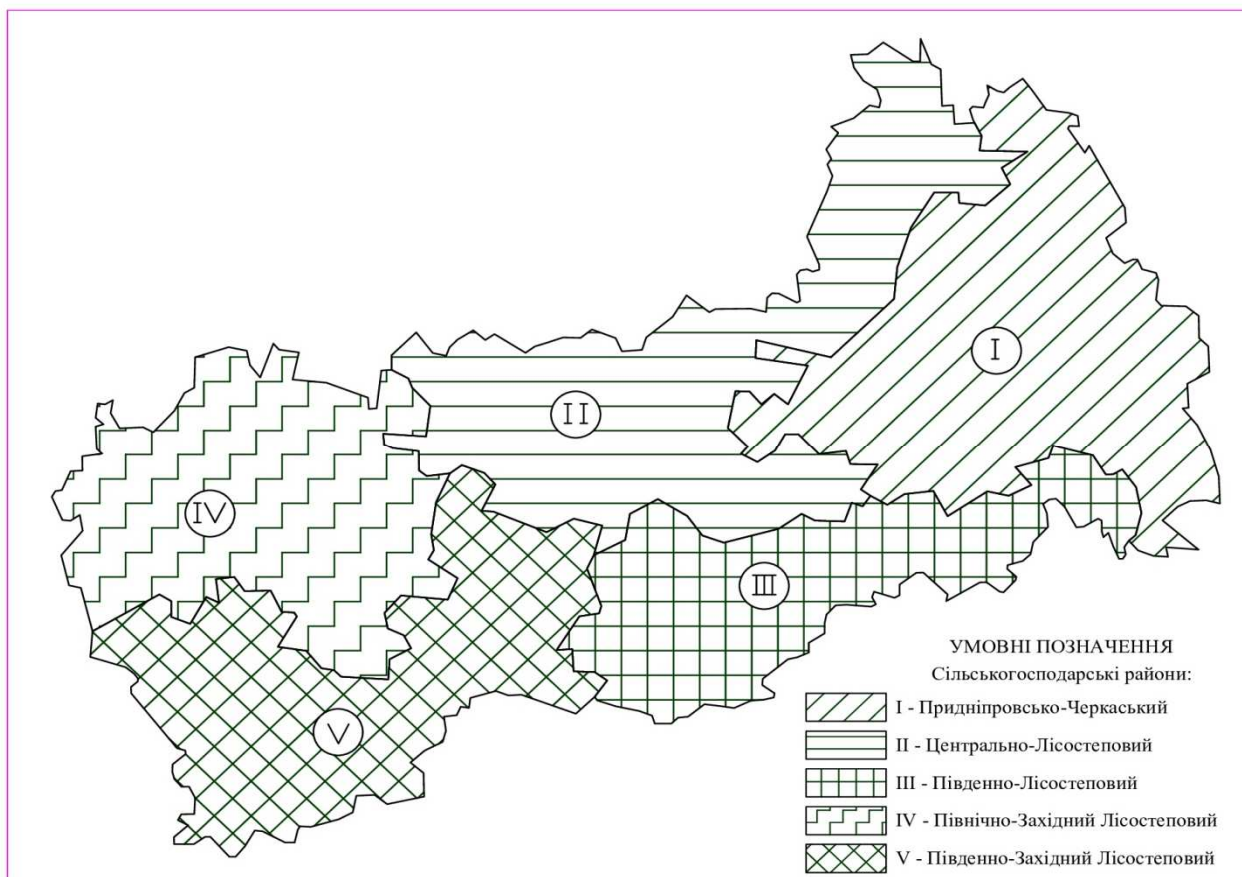 I
II
IV
III
V
УМОВНІ ПОЗНАЧЕННЯ
Сільськогосподарські райони:
I - Придніпровсько-Черкаський
II - Центрально-Лісостеповий
III - Південно-Лісостеповий
IV - Північно-Західний Лісостеповий
V - Південно-Західний Лісостеповий